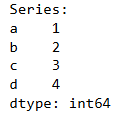 Series:
a    1
b    2
c    3
d    4
dtype: int64